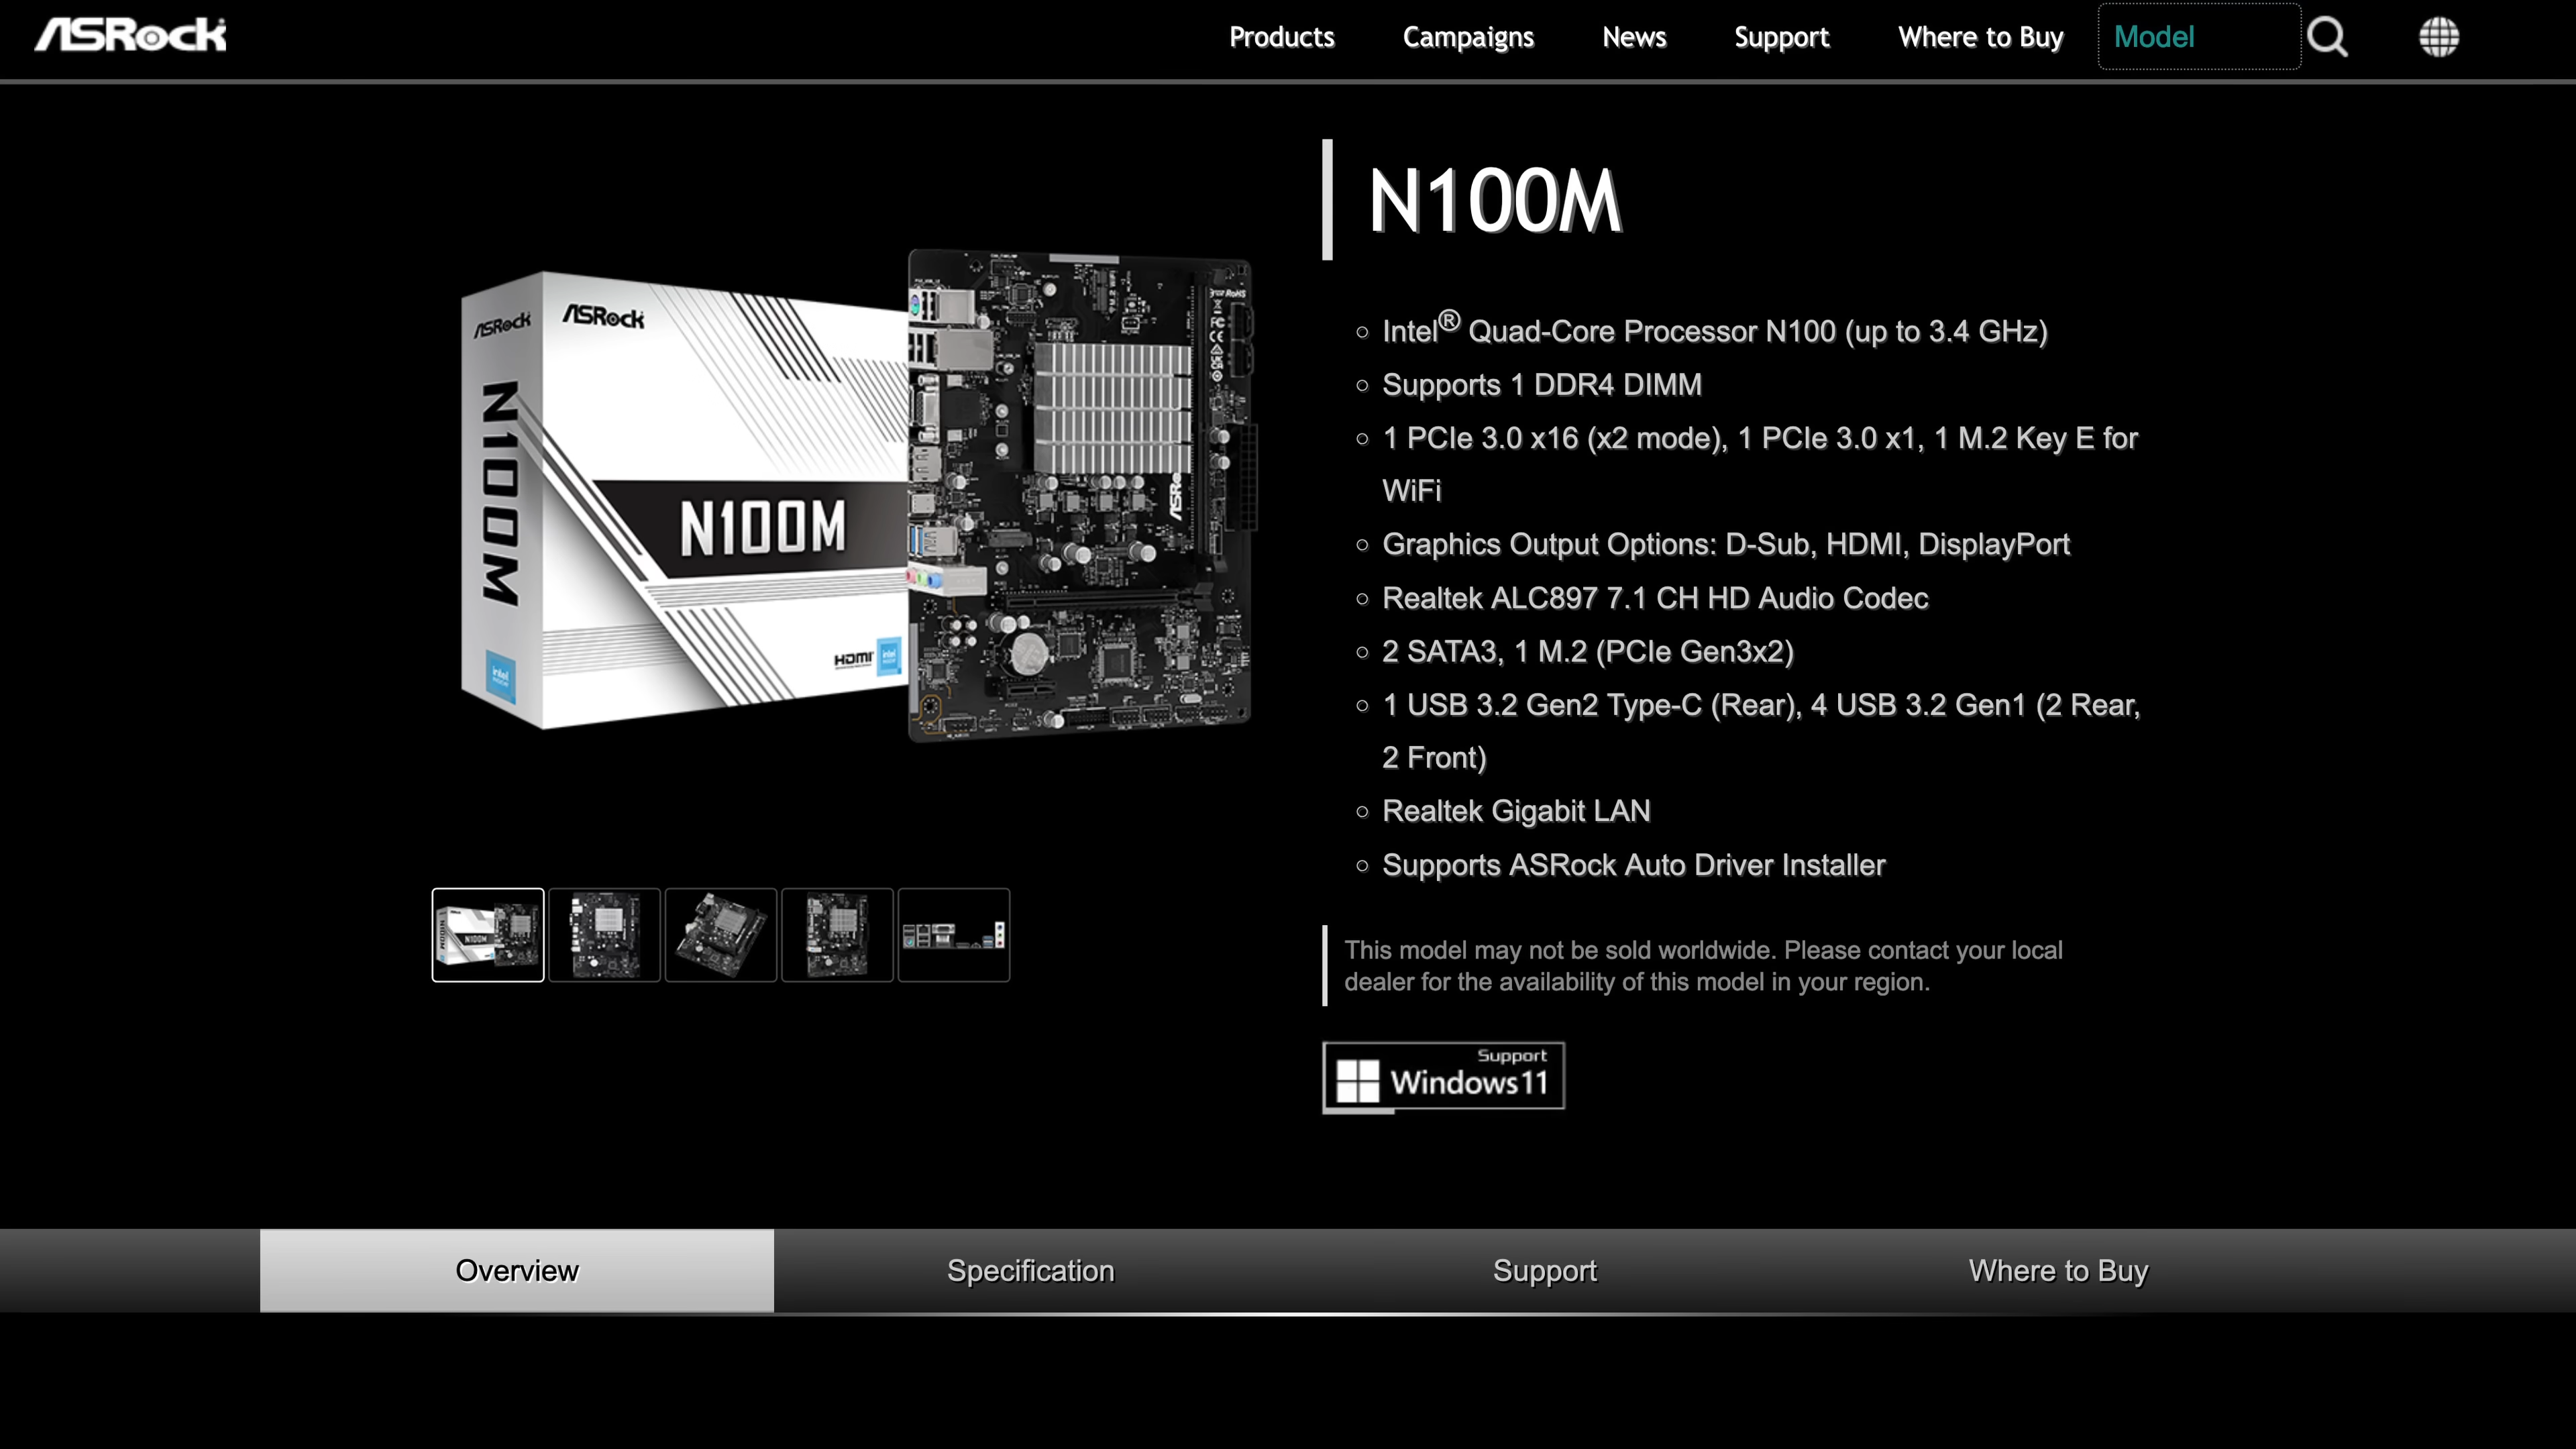 ASRock
Products Campaigns News Support Where to Buy Model
N100M
Intel® Quad-Core Processor N100 (up to 3.4 GHz)
Supports 1 DDR4 DIMM
1 PCIe 3.0 x16 (x2 mode), 1 PCIe 3.0 x1, 1 M.2 Key E for
WiFi
Graphics Output Options: D-Sub, HDMI, DisplayPort
Realtek ALC897 7.1 CH HD Audio Codec
2 SATA3, 1 M.2 (PCIe Gen3x2)
1 USB 3.2 Gen2 Type-C (Rear), 4 USB 3.2 Gen1 (2 Rear,
2 Front)
Realtek Gigabit LAN
Supports ASRock Auto Driver Installer
This model may not be sold worldwide. Please contact your local
dealer for the availability of this model in your region.
Support
Windows11
ASRock
N100M
intel
ASRock
N100M
HDMI
intel
Overview Specification Support Where to Buy